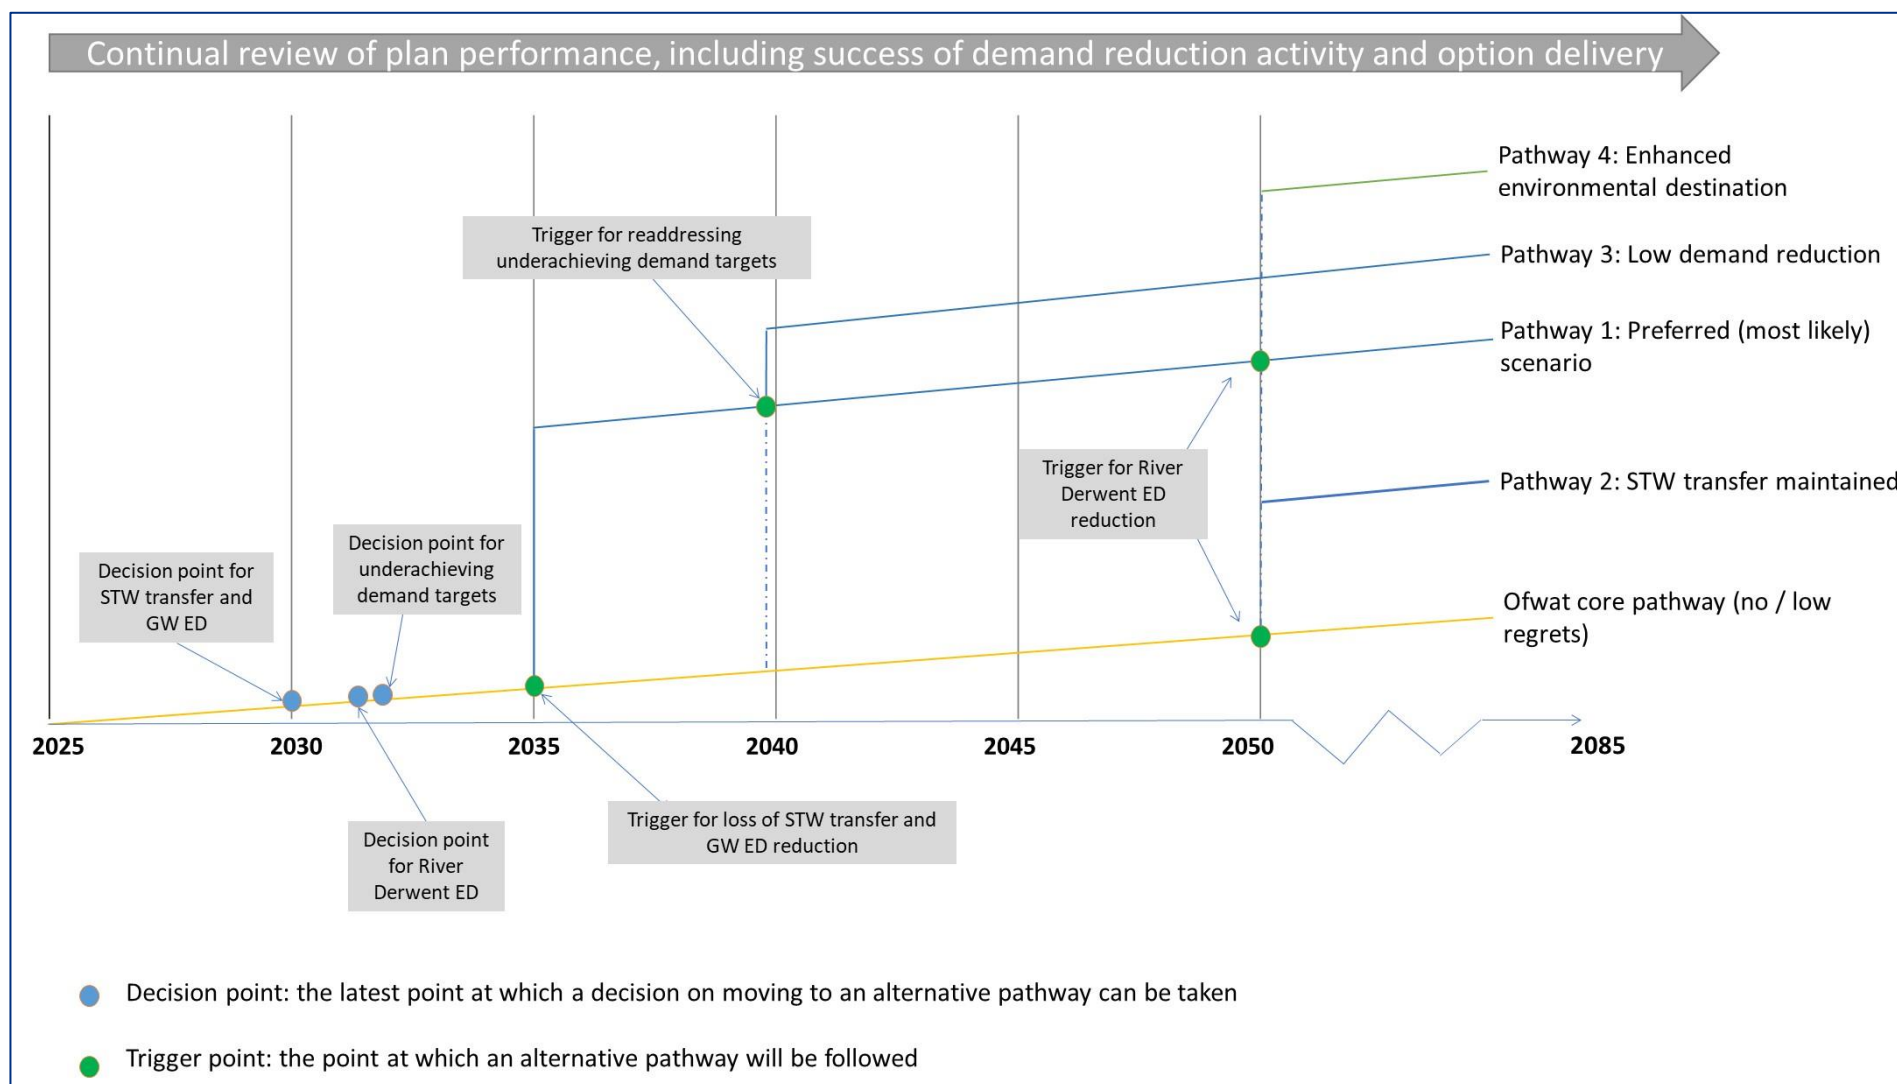 Continual review of plan performance, including success of demand reduction activity and option delivery
Pathway 4: Enhanced
environmental destination
Trigger for readdressing
underachieving demand targets
Pathway 3: Low demand reduction
Pathway 1: Preferred (most likely)
scenario
Trigger for River
Derwent ED
reduction
Pathway 2: STW transfer maintained
Decision point for
underachieving
demand targets
Decision point for
STW transfer and
GW ED
Ofwat core pathway (no / low
regrets)
2025
2030
2035
2040
2045
2050
2085
Trigger for loss of STW transfer and
GW ED reduction
Decision point
for River
Derwent ED
Decision point: the latest point at which a decision on moving to an alternative pathway can be taken
Trigger point: the point at which an alternative pathway will be followed